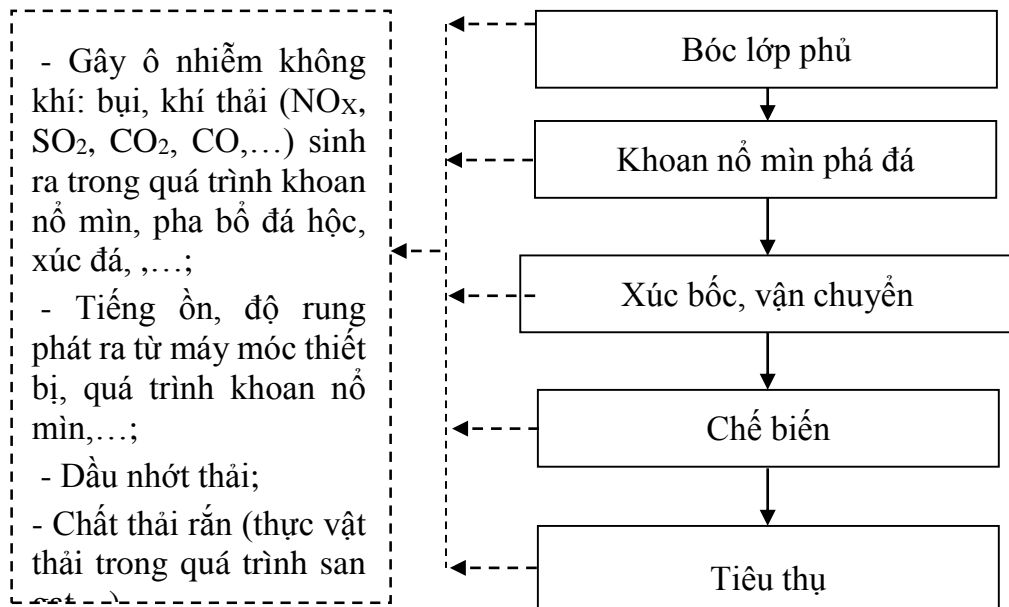 - Gây ô nhiễm không
khí: bụi, khí thải (NOX,
SO2, CO2, CO,…) sinh
ra trong quá trình khoan
nổ mìn, pha bổ đá hộc,
xúc đá, ,…;
- Tiếng ồn, độ rung
phát ra từ máy móc thiết
bị, quá trình khoan nổ
mìn,…;
- Dầu nhớt thải;
- Chất thải rắn (thực vật
thải trong quá trình san
Bóc lớp phủ
Khoan nổ mìn phá đá
Xúc bốc, vận chuyển
Chế biến
Tiêu thụ